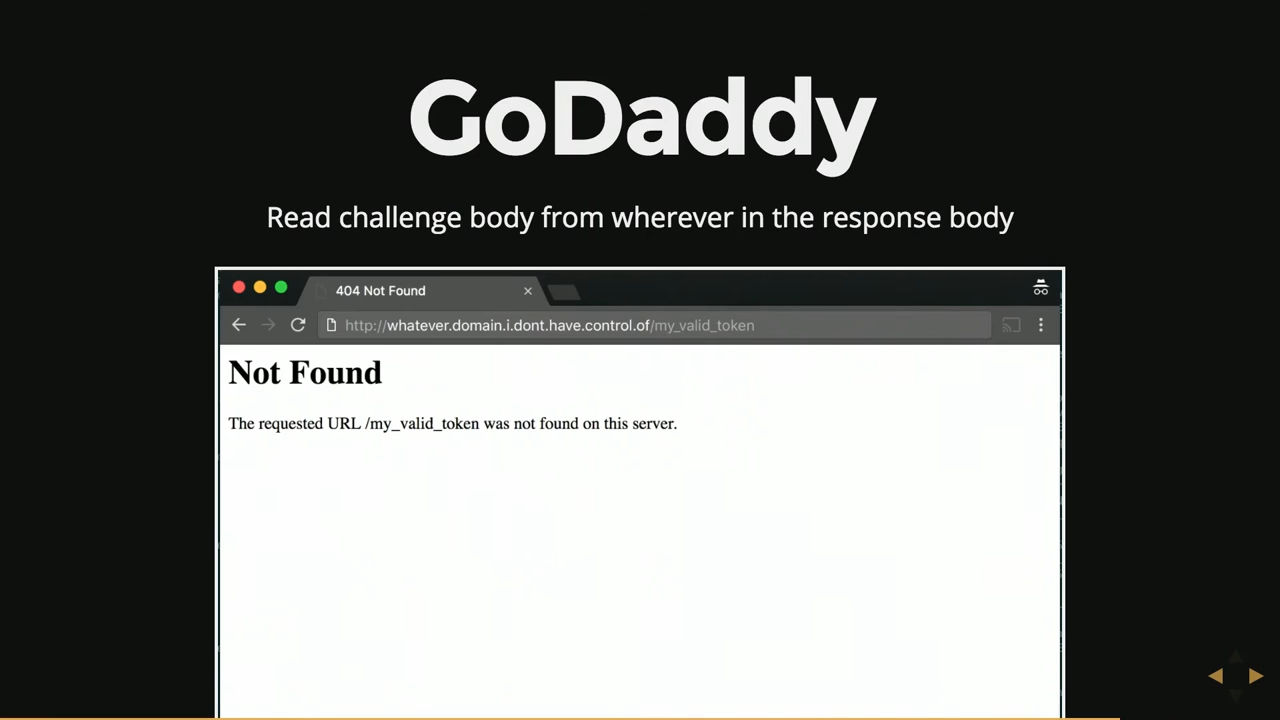 GoDaddy
Read challenge body from wherever in the response body
404 Not Found
http://whatever.domain.i.dont.have.control.of/my_valid_token
Not Found
The requested URL /my_valid_token was not found on this server.